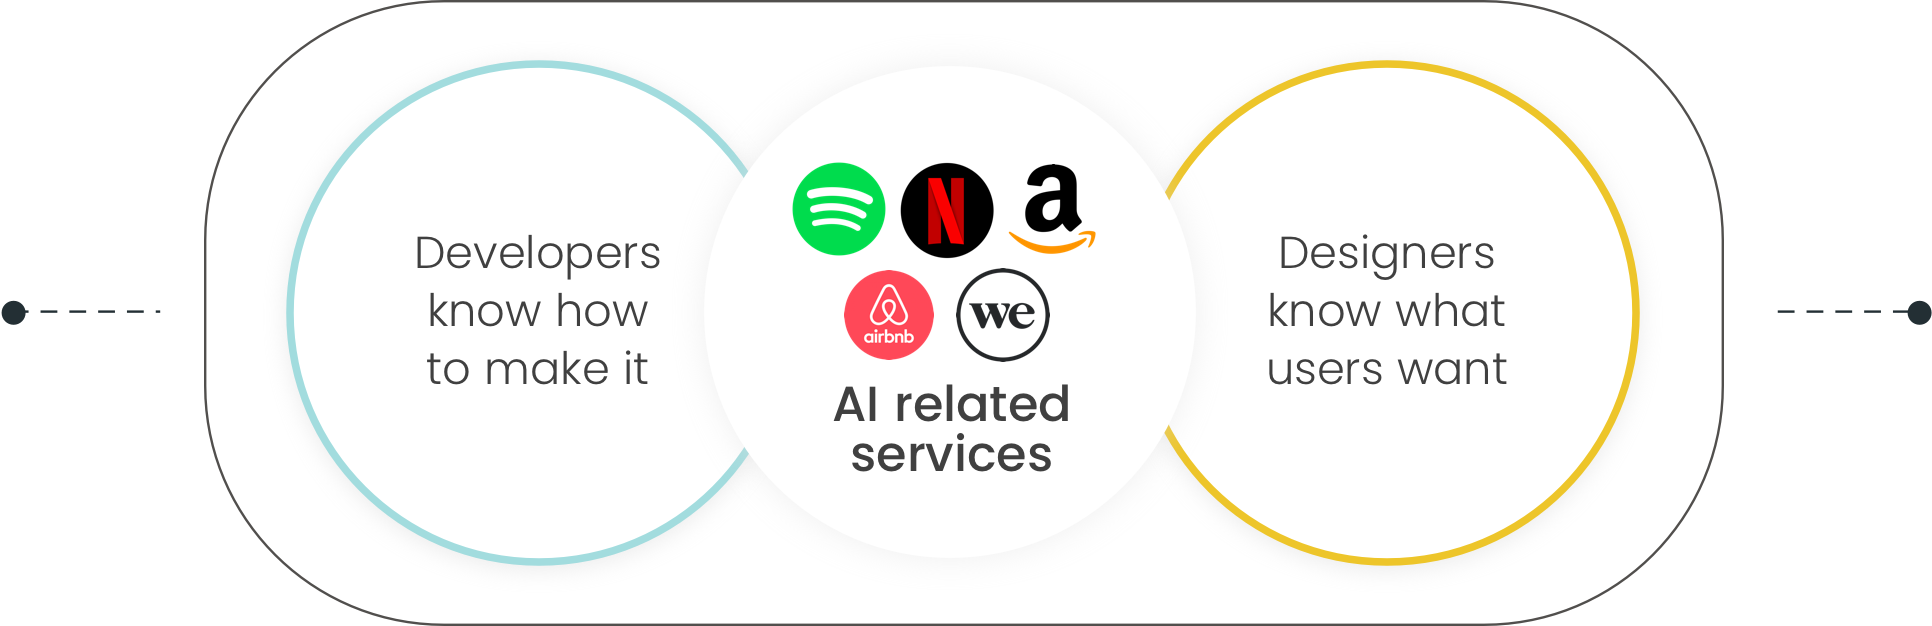 Developers
know how
to make it
N
a
airbnb
we
AI related
services
Designers
know what
users want